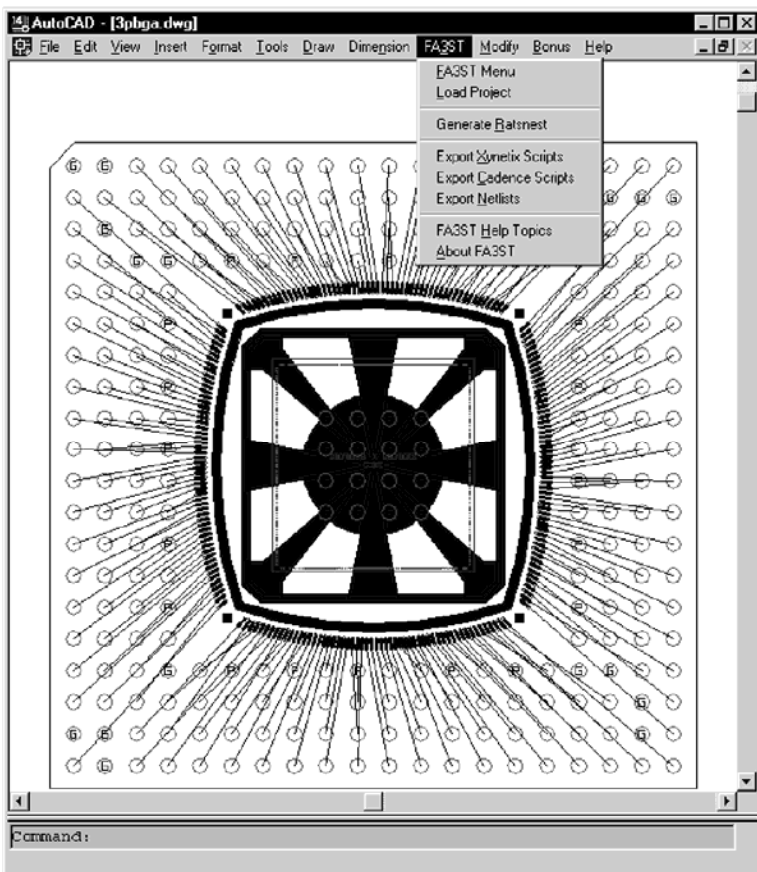 AutoCAD - [3pbga.dwg]
File Edit View Insert Format Tools Draw Dimension FA3ST Modify Bonus Help
FA3ST Menu
Load Project
Generate Ratsnest
Export Xynetix Scripts
Export Cadence Scripts
Export Netlists
FA3ST Help Topics
About FA3ST
G G
G G G
G
G G P P P
P P
P P
P P
P P
G P P P P G G
G
G G G
G
Command: